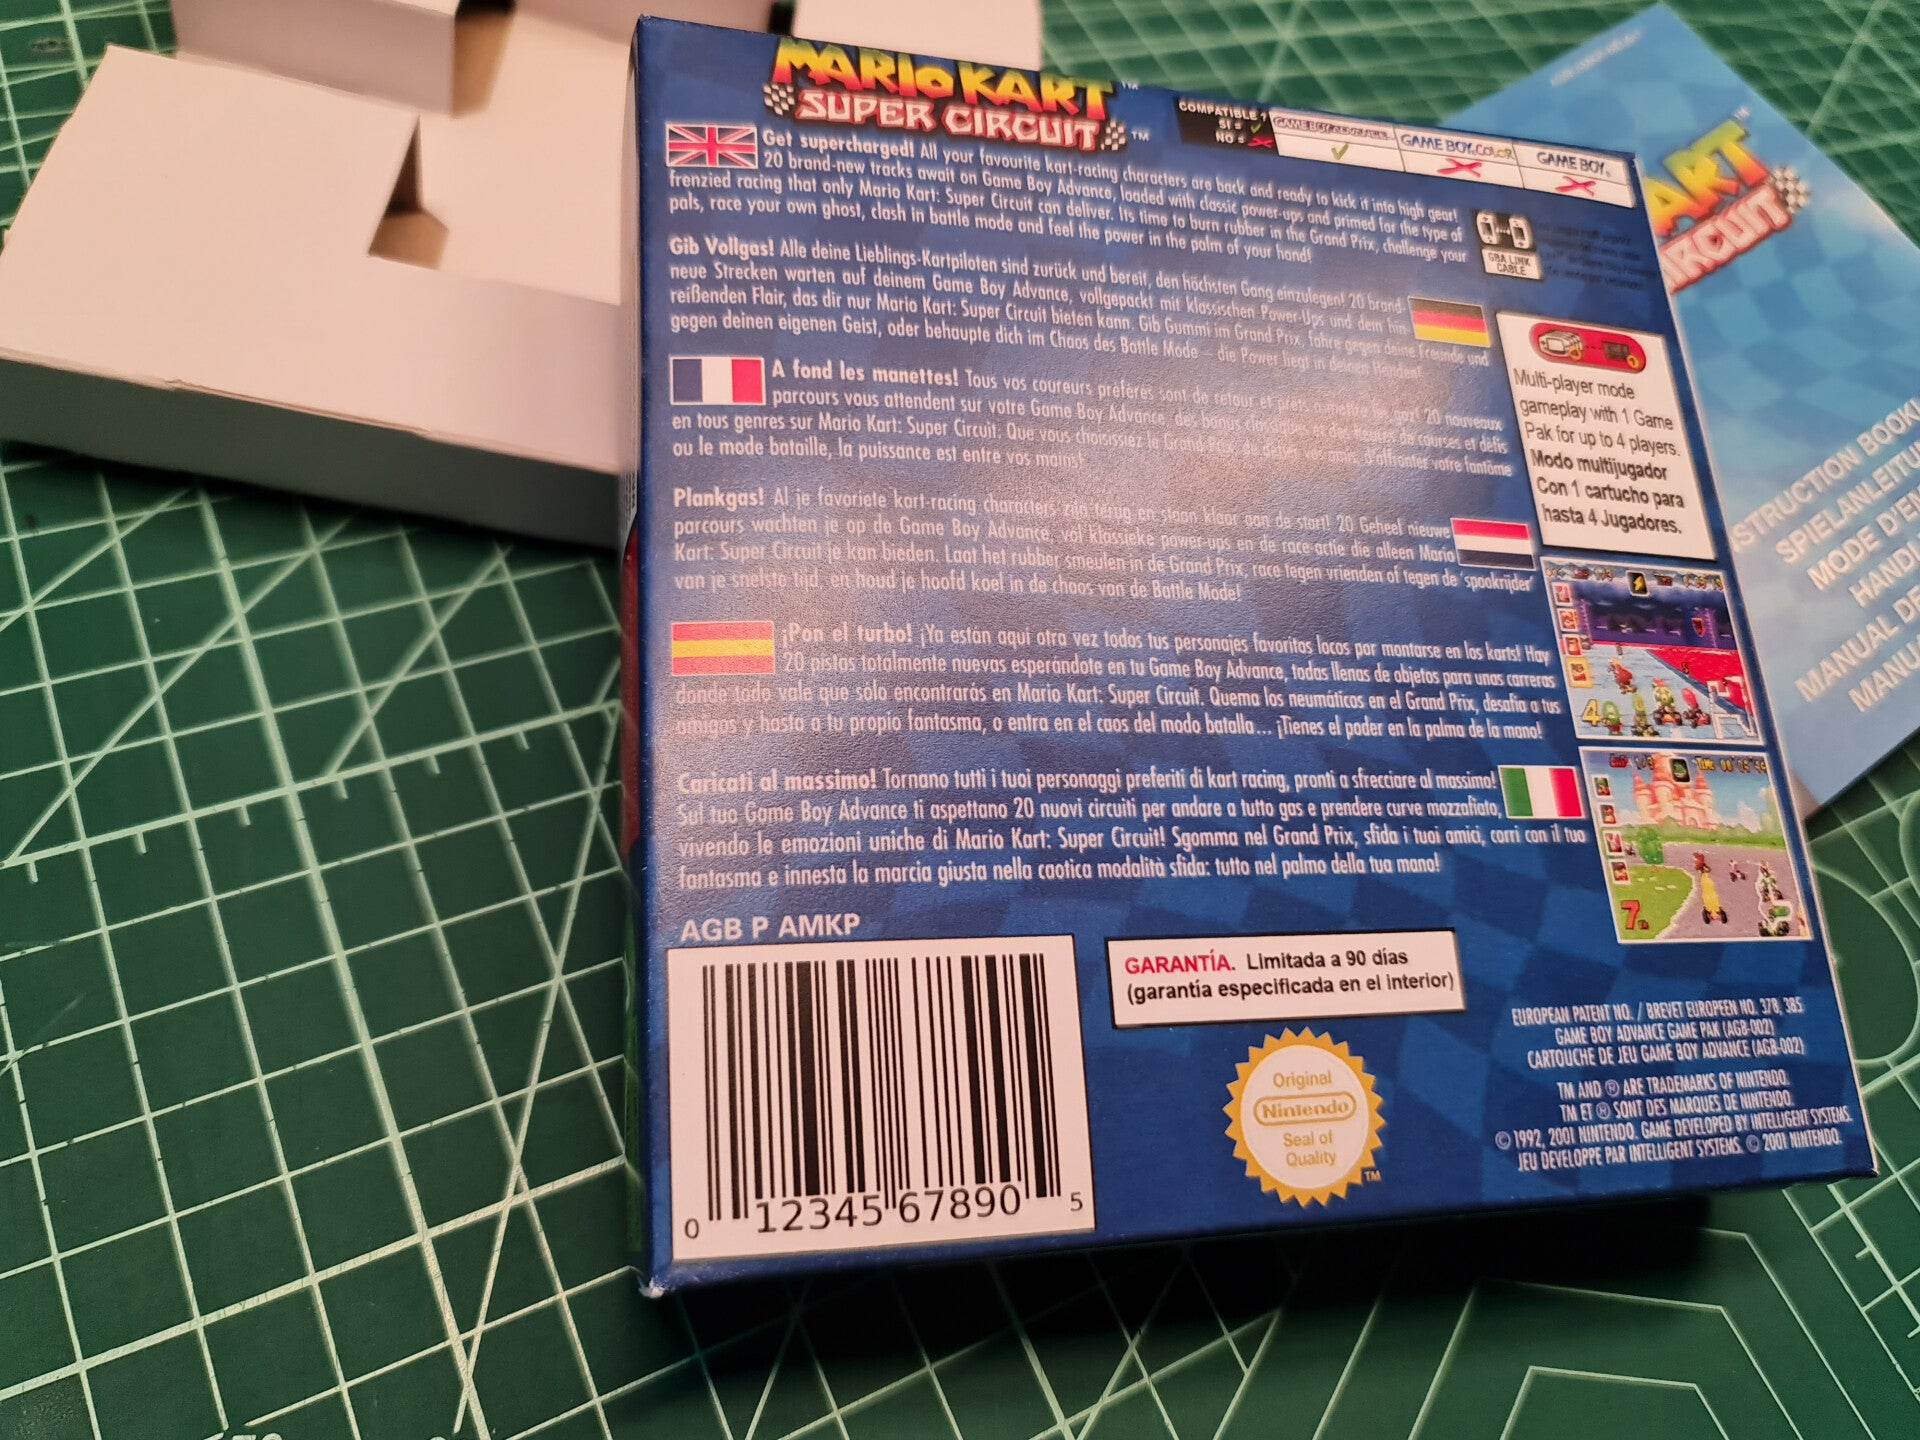 MARIO KART™
SUPER CIRCUIT™
COMPATIBLE ?
SI =
NO =
GAME BOY ADVANCE
GAME BOY COLOR
GAME BOY®
Get supercharged! All your favourite kart-racing characters are back and ready to kick it into high gear!
20 brand-new tracks await on Game Boy Advance, loaded with classic power-ups and primed for the type of
frenzied racing that only Mario Kart: Super Circuit can deliver. Its time to burn rubber in the Grand Prix, challenge your
pals, race your own ghost, clash in battle mode and feel the power in the palm of your hand!
GBA LINK
CABLE
Gib Vollgas! Alle deine Lieblings-Kartpiloten sind zurück und bereit, den höchsten Gang einzulegen! 20 brand-
neue Strecken warten auf deinem Game Boy Advance, vollgepackt mit klassischen Power-Ups und dem hin
reißenden Flair, das dir nur Mario Kart: Super Circuit bieten kann. Gib Gummi im Grand Prix, fahre gegen deine Freunde und
gegen deinen eigenen Geist, oder behaupte dich im Chaos des Battle Mode – die Power liegt in deinen Händen!
A fond les manettes! Tous vos coureurs préférés sont de retour et 20 nouveaux
parcours vous attendent sur votre Game Boy Advance, des bonus de courses et défis
en tous genres sur Mario Kart: Super Circuit. Que vous choisissiez le Grand Prix, d'affronter votre fantôme
ou le mode bataille, la puissance est entre vos mains!
Multi-player mode
gameplay with 1 Game
Pak for up to 4 players.
Modo multijugador
Con 1 cartucho para
hasta 4 Jugadores.
Plankgas! Al je favoriete kart-racing characters zijn terug en staan klaar aan de start! 20 Geheel nieuwe
parcours wachten je op de Game Boy Advance, vol klassieke power-ups en de race-actie die alleen Mario
Kart: Super Circuit je kan bieden. Laat het rubber smeulen in de Grand Prix, race tegen vrienden of tegen de 'spookrijder'
van je snelste tijd, en houd je hoofd koel in de chaos van de Battle Mode!
¡Pon el turbo! ¡Ya están aquí otra vez todos tus personajes favoritos locos por montarse en los karts! Hay
20 pistas totalmente nuevas esperándote en tu Game Boy Advance, todas llenas de objetos para unas carreras
donde todo vale que sólo encontrarás en Mario Kart: Super Circuit. Quema los neumáticos en el Grand Prix, desafía a tus
amigos y hasta a tu propio fantasma, o entra en el caos del modo batalla... ¡Tienes el poder en la palma de la mano!
4
Caricati al massimo! Tornano tutti i tuoi personaggi preferiti di kart racing, pronti a sfrecciare al massimo!
Sul tuo Game Boy Advance ti aspettano 20 nuovi circuiti per andare a tutto gas e prendere curve mozzafiato,
vivendo le emozioni uniche di Mario Kart: Super Circuit! Sgomma nel Grand Prix, sfida i tuoi amici, corri con il tuo
fantasma e innesta la marcia giusta nella caotica modalità sfida: tutto nel palmo della tua mano!
7
AGB P AMKP
0 12345 67890 5
GARANTÍA. Limitada a 90 días
(garantía especificada en el interior)
Original
Nintendo
Seal of
Quality
™
EUROPEAN PATENT NO. / BREVET EUROPEEN NO. 378, 385
GAME BOY ADVANCE GAME PAK (AGB-002)
CARTOUCHE DE JEU GAME BOY ADVANCE (AGB-002)
TM AND ® ARE TRADEMARKS OF NINTENDO.
TM ET ® SONT DES MARQUES DE NINTENDO.
© 1992, 2001 NINTENDO. GAME DEVELOPED BY INTELLIGENT SYSTEMS.
JEU DEVELOPPE PAR INTELLIGENT SYSTEMS. © 2001 NINTENDO.
ART™
IRCUIT
STRUCTION BOOK
SPIELANLEITU
MODE D'EM
HANDL
MANUAL DE
MANU